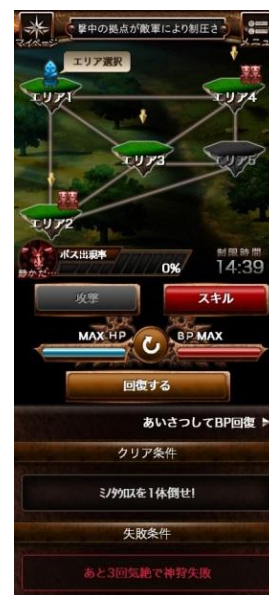 撃中の拠点が敵軍により制圧さ
マイページ
メニュー
エリア選択
エリア1
エリア4
エリア3
エリア5
エリア2
ボス出現率
0%
制限時間
14:39
静かだ…
攻撃
スキル
MAX HP
BP MAX
回復する
あいさつしてBP回復
クリア条件
ミノタウロスを1体倒せ!
失敗条件
あと3回気絶で神狩失敗